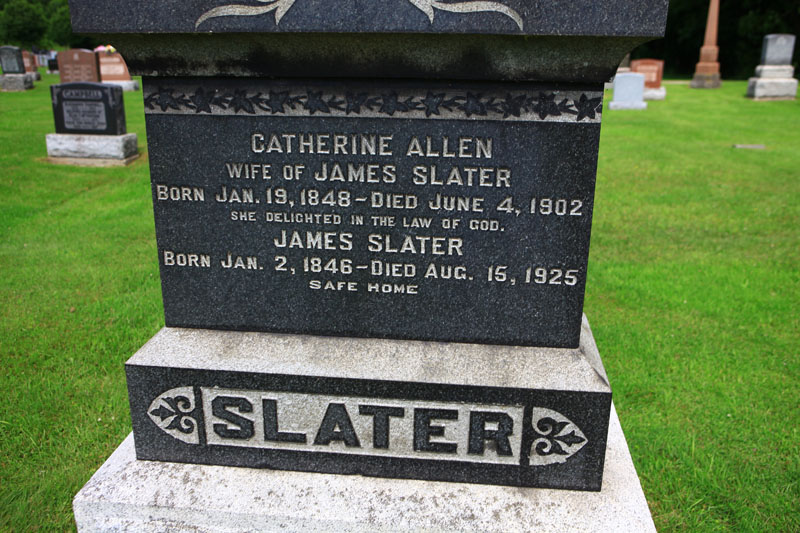 CATHERINE ALLEN
WIFE OF JAMES SLATER
BORN JAN. 19, 1848 - DIED JUNE 4, 1902
SHE DELIGHTED IN THE LAW OF GOD.
JAMES SLATER
BORN JAN. 2, 1846 - DIED AUG. 15, 1925
SAFE HOME
SLATER
CAMPBELL